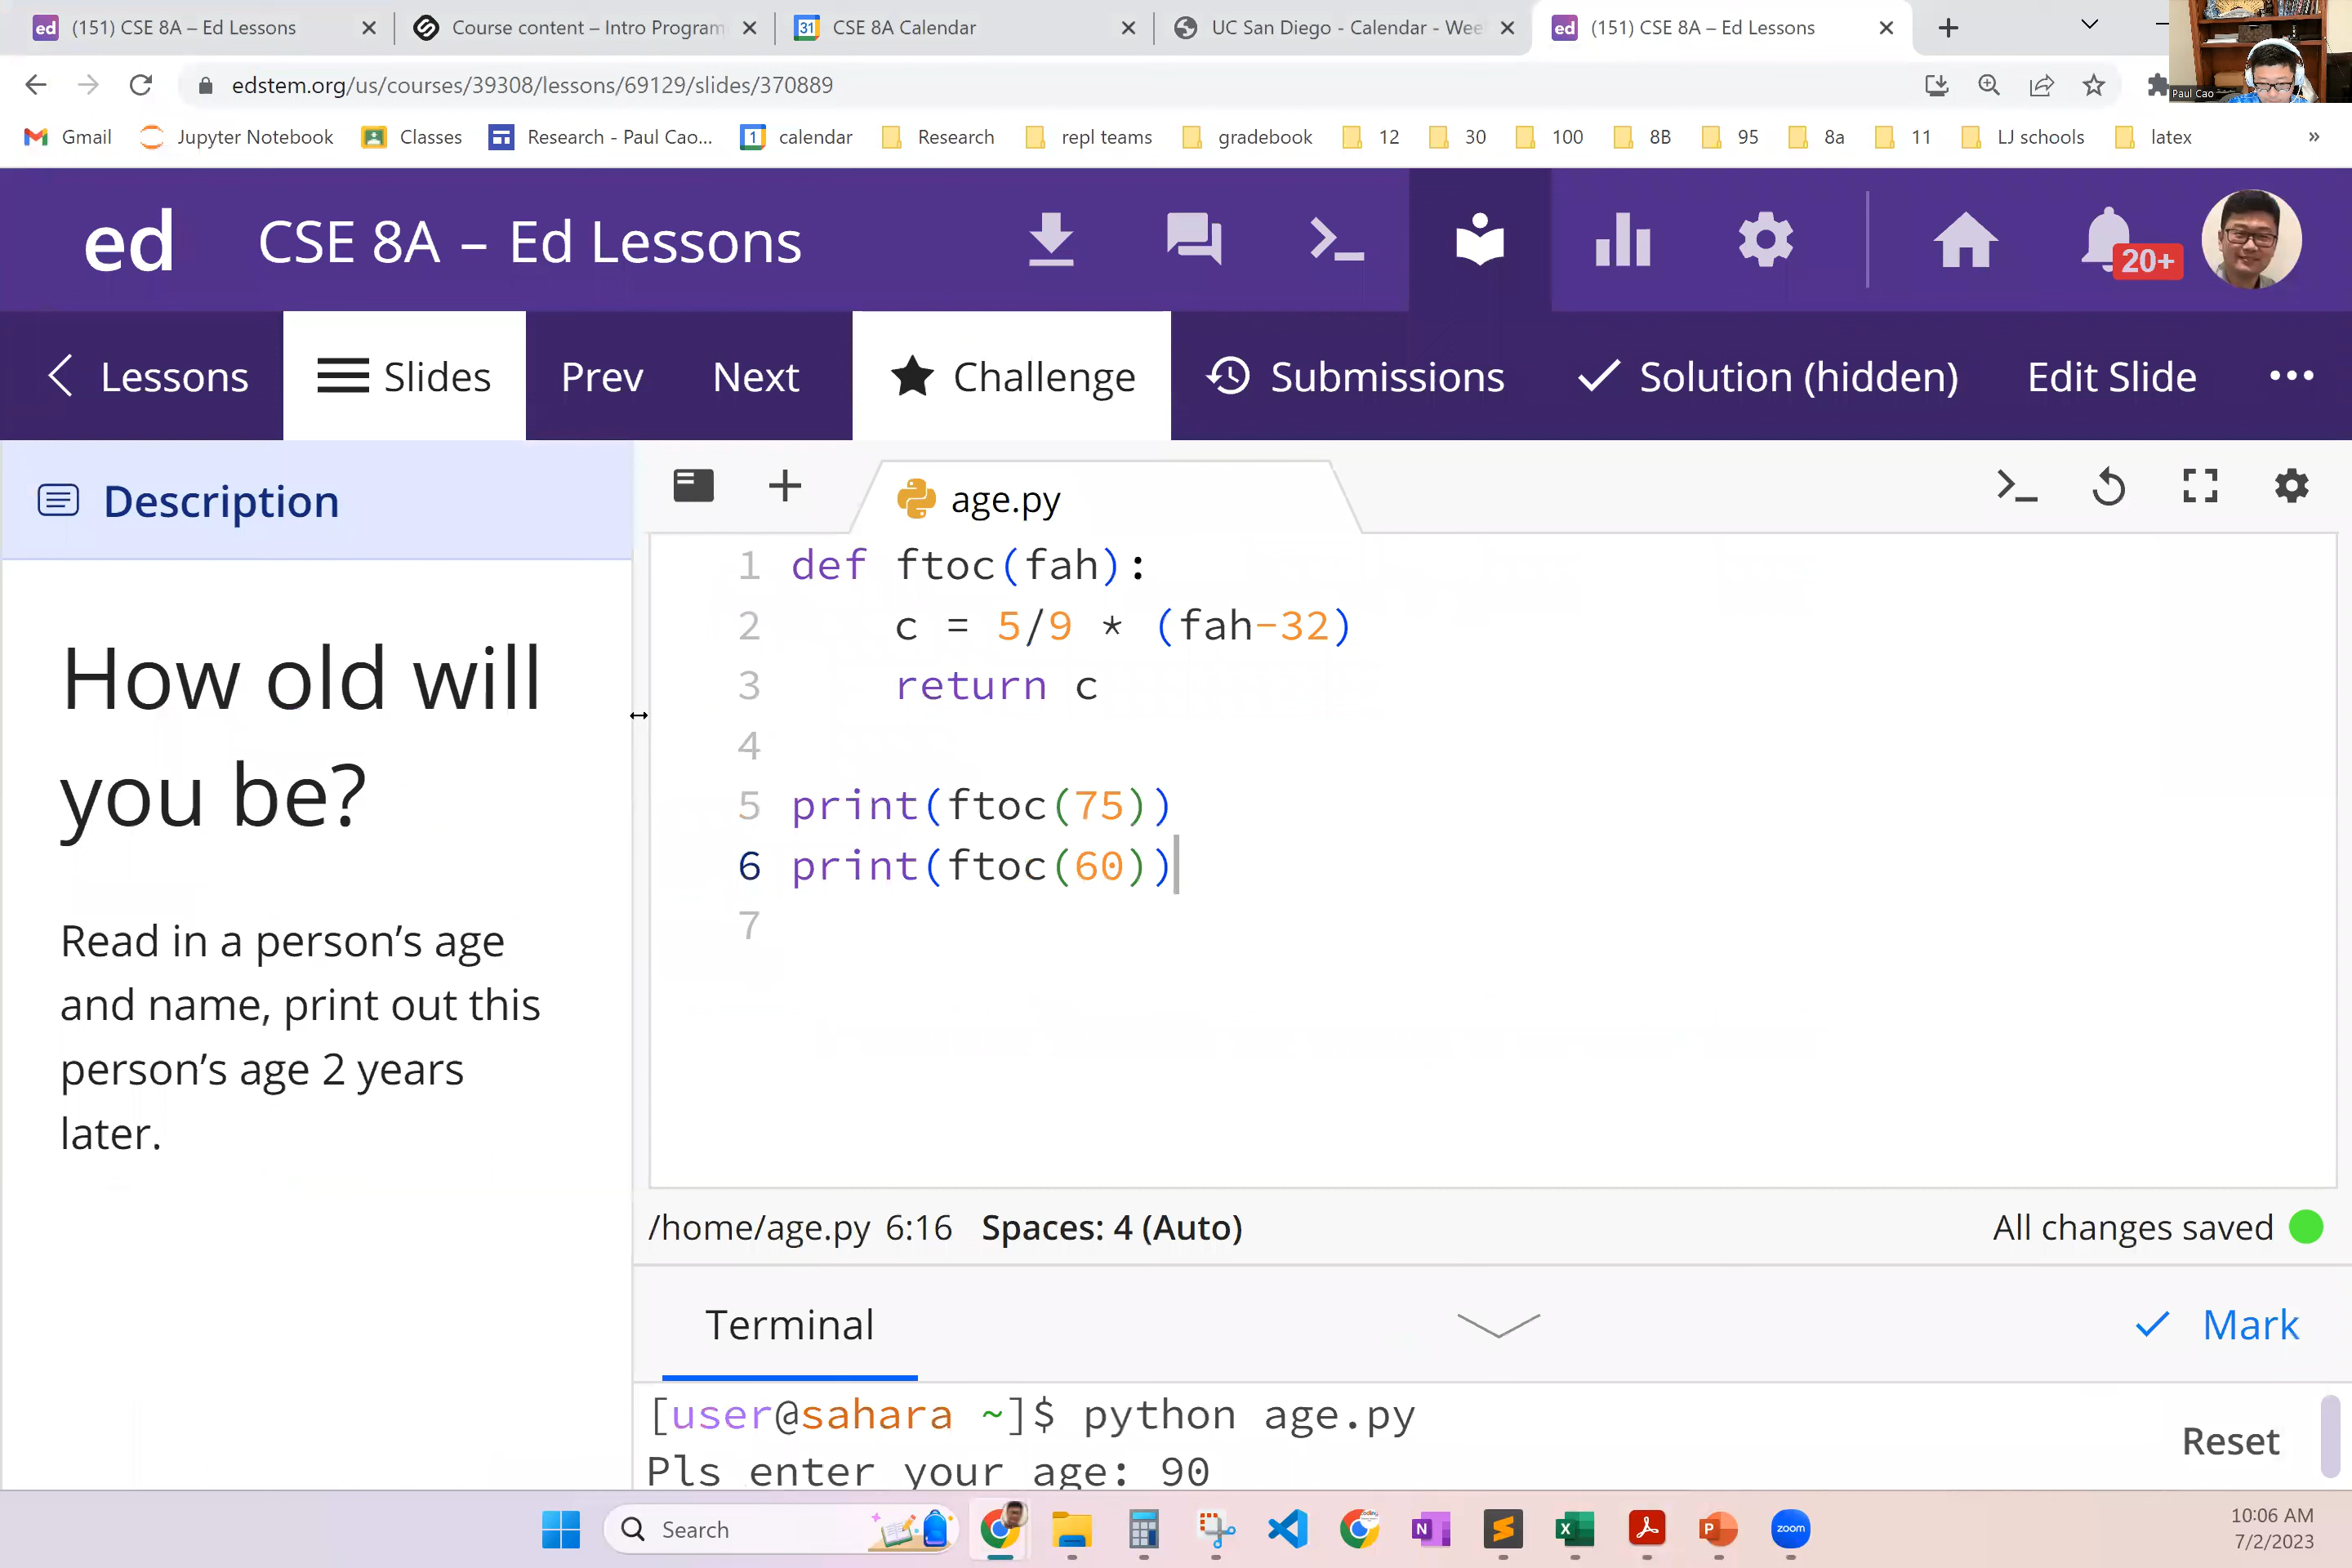 ed (151) CSE 8A – Ed Lessons
Course content – Intro Program
31 CSE 8A Calendar
UC San Diego - Calendar - Wee
ed (151) CSE 8A – Ed Lessons
edstem.org/us/courses/39308/lessons/69129/slides/370889
Paul Cao
Gmail
Jupyter Notebook
Classes
Research - Paul Cao...
1 calendar
Research
repl teams
gradebook
12
30
100
8B
95
8a
11
LJ schools
latex
»
ed CSE 8A – Ed Lessons
20+
Lessons
Slides
Prev
Next
Challenge
Submissions
Solution (hidden)
Edit Slide
Description
How old will
you be?
Read in a person’s age
and name, print out this
person’s age 2 years
later.
age.py
1 def ftoc(fah):
2     c = 5/9 * (fah-32)
3     return c
4
5 print(ftoc(75))
6 print(ftoc(60))
7
/home/age.py 6:16 Spaces: 4 (Auto)
All changes saved
Terminal
Mark
[user@sahara ~]$ python age.py
Pls enter your age: 90
Reset
Search
N
X
P
zoom
10:06 AM
7/2/2023